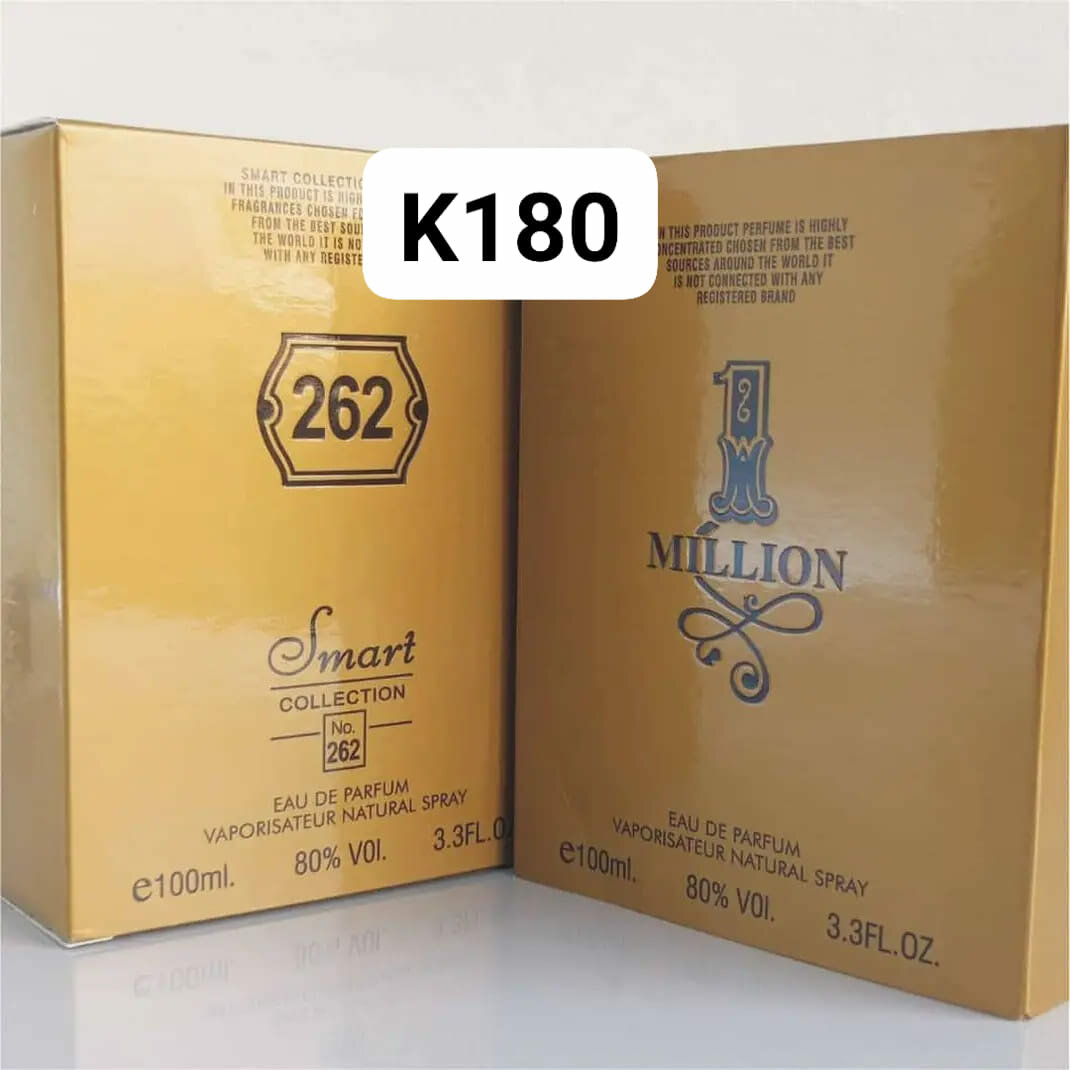 K180
SMART COLLECTIO
IN THIS PRODUCT IS HIGH
FRAGRANCES CHOSEN FO
FROM THE BEST SOU
THE WORLD IT IS NO
WITH ANY REGISTE
262
Smart
COLLECTION
No.
262
EAU DE PARFUM
VAPORISATEUR NATURAL SPRAY
e100ml.
80% VOl.
3.3FL.O
N THIS PRODUCT PERFUME IS HIGHLY
ONCENTRATED CHOSEN FROM THE BEST
SOURCES AROUND THE WORLD IT
IS NOT CONNECTED WITH ANY
REGISTERED BRAND
1
MILLION
EAU DE PARFUM
VAPORISATEUR NATURAL SPRAY
e100ml.
80% VOl.
3.3FL.OZ.